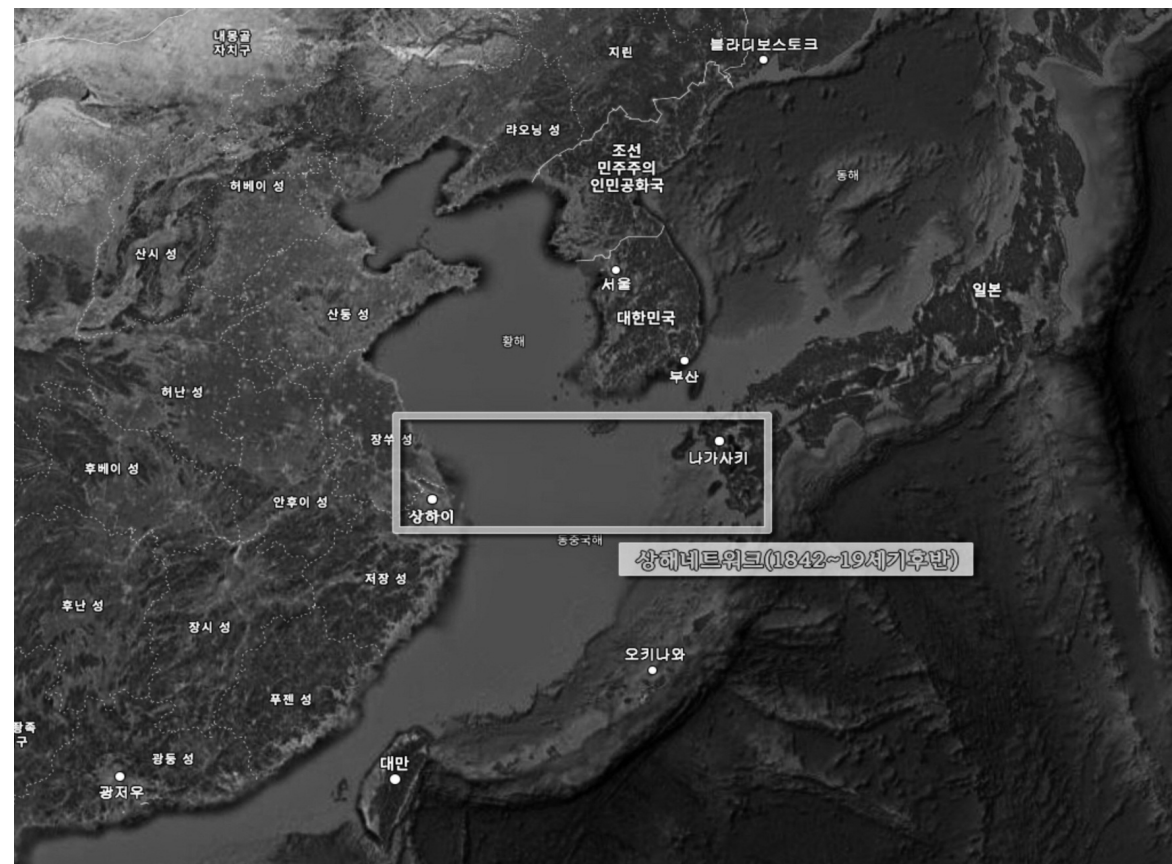 내몽골
자치구
지린
블라디보스토크
랴오닝 성
조선
민주주의
인민공화국
동해
허베이 성
산시 성
서울
일본
산둥 성
대한민국
황해
부산
허난 성
장쑤 성
나가사키
후베이 성
안후이 성
상하이
동중국해
상해네트워크(1842~19세기후반)
저장 성
후난 성
장시 성
오키나와
푸젠 성
광둥 성
대만
광저우